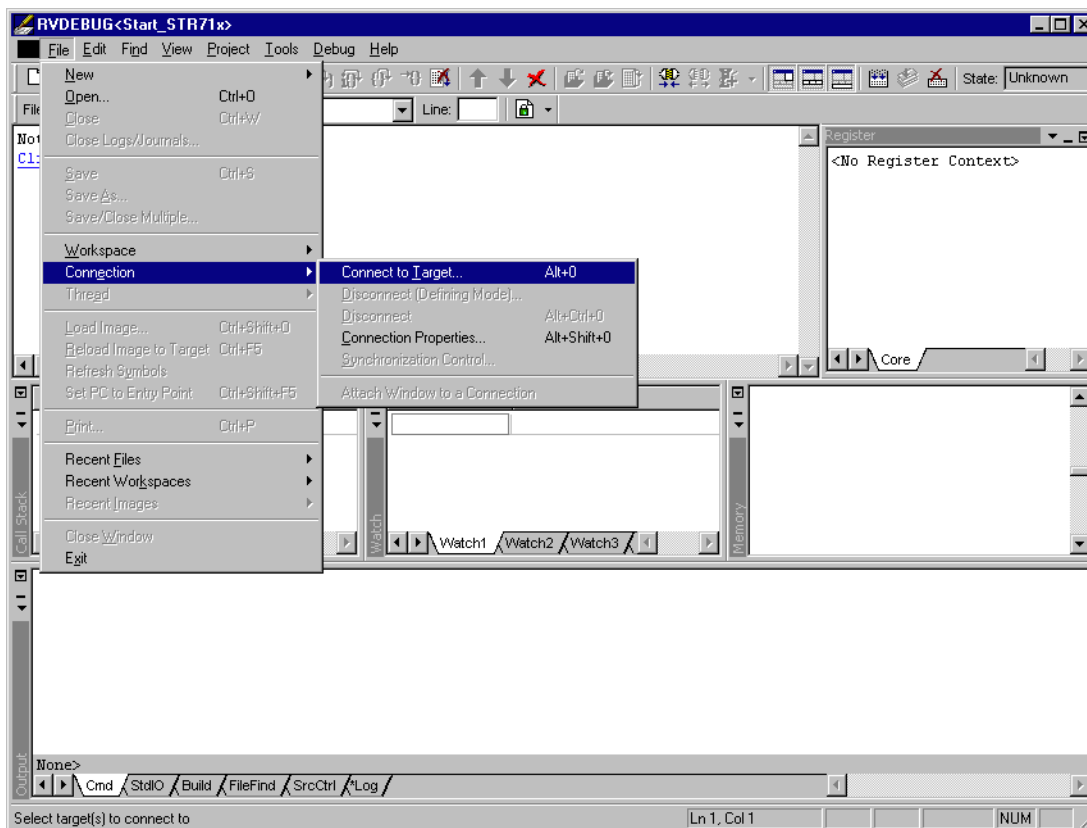 RVDEBUG<Start_STR71x>
File Edit Find View Project Tools Debug Help
State: Unknown
File
Line:
New
Open... Ctrl+O
Close Ctrl+W
Close Logs/Journals...
Save Ctrl+S
Save As...
Save/Close Multiple...
Workspace
Connection
Thread
Load Image... Ctrl+Shift+O
Reload Image to Target Ctrl+F5
Refresh Symbols
Set PC to Entry Point Ctrl+Shift+F5
Print... Ctrl+P
Recent Files
Recent Workspaces
Recent Images
Close Window
Exit
Connect to Target... Alt+0
Disconnect (Defining Mode)...
Disconnect Alt+Ctrl+0
Connection Properties... Alt+Shift+0
Synchronization Control...
Attach Window to a Connection
Register
<No Register Context>
Core
Call Stack
Watch
Watch1 Watch2 Watch3
Memory
Output
None>
Cmd StdIO Build FileFind SrcCtrl *Log
Select target(s) to connect to
Ln 1, Col 1
NUM